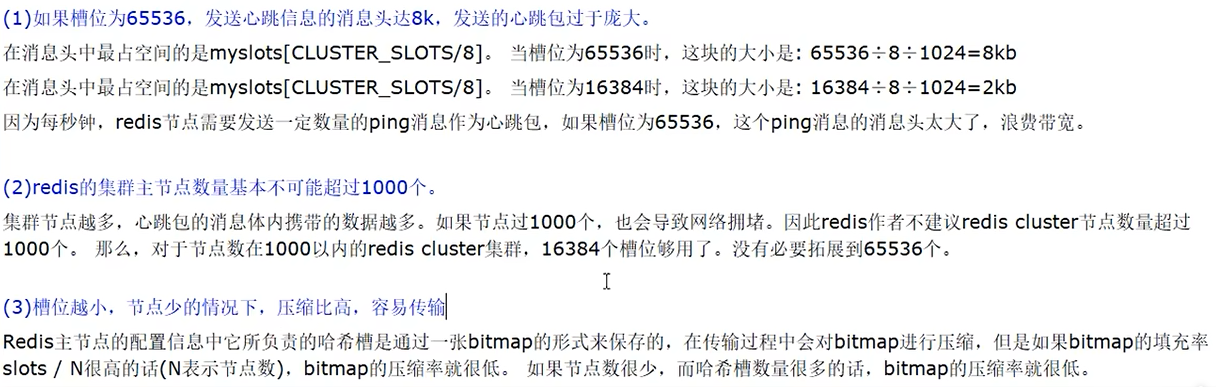 (1)如果槽位为65536，发送心跳信息的消息头达8k，发送的心跳包过于庞大。
在消息头中最占空间的是myslots[CLUSTER_SLOTS/8]。 当槽位为65536时，这块的大小是: 65536÷8÷1024=8kb
在消息头中最占空间的是myslots[CLUSTER_SLOTS/8]。 当槽位为16384时，这块的大小是: 16384÷8÷1024=2kb
因为每秒钟，redis节点需要发送一定数量的ping消息作为心跳包，如果槽位为65536，这个ping消息的消息头太大了，浪费带宽。
(2)redis的集群主节点数量基本不可能超过1000个。
集群节点越多，心跳包的消息体内携带的数据越多。如果节点过1000个，也会导致网络拥堵。因此redis作者不建议redis cluster节点数量超过
1000个。 那么，对于节点数在1000以内的redis cluster集群，16384个槽位够用了。没有必要拓展到65536个。
(3)槽位越小，节点少的情况下，压缩比高，容易传输
Redis主节点的配置信息中它所负责的哈希槽是通过一张bitmap的形式来保存的，在传输过程中会对bitmap进行压缩，但是如果bitmap的填充率
slots / N很高的话(N表示节点数)，bitmap的压缩率就很低。 如果节点数很少，而哈希槽数量很多的话，bitmap的压缩率就很低。